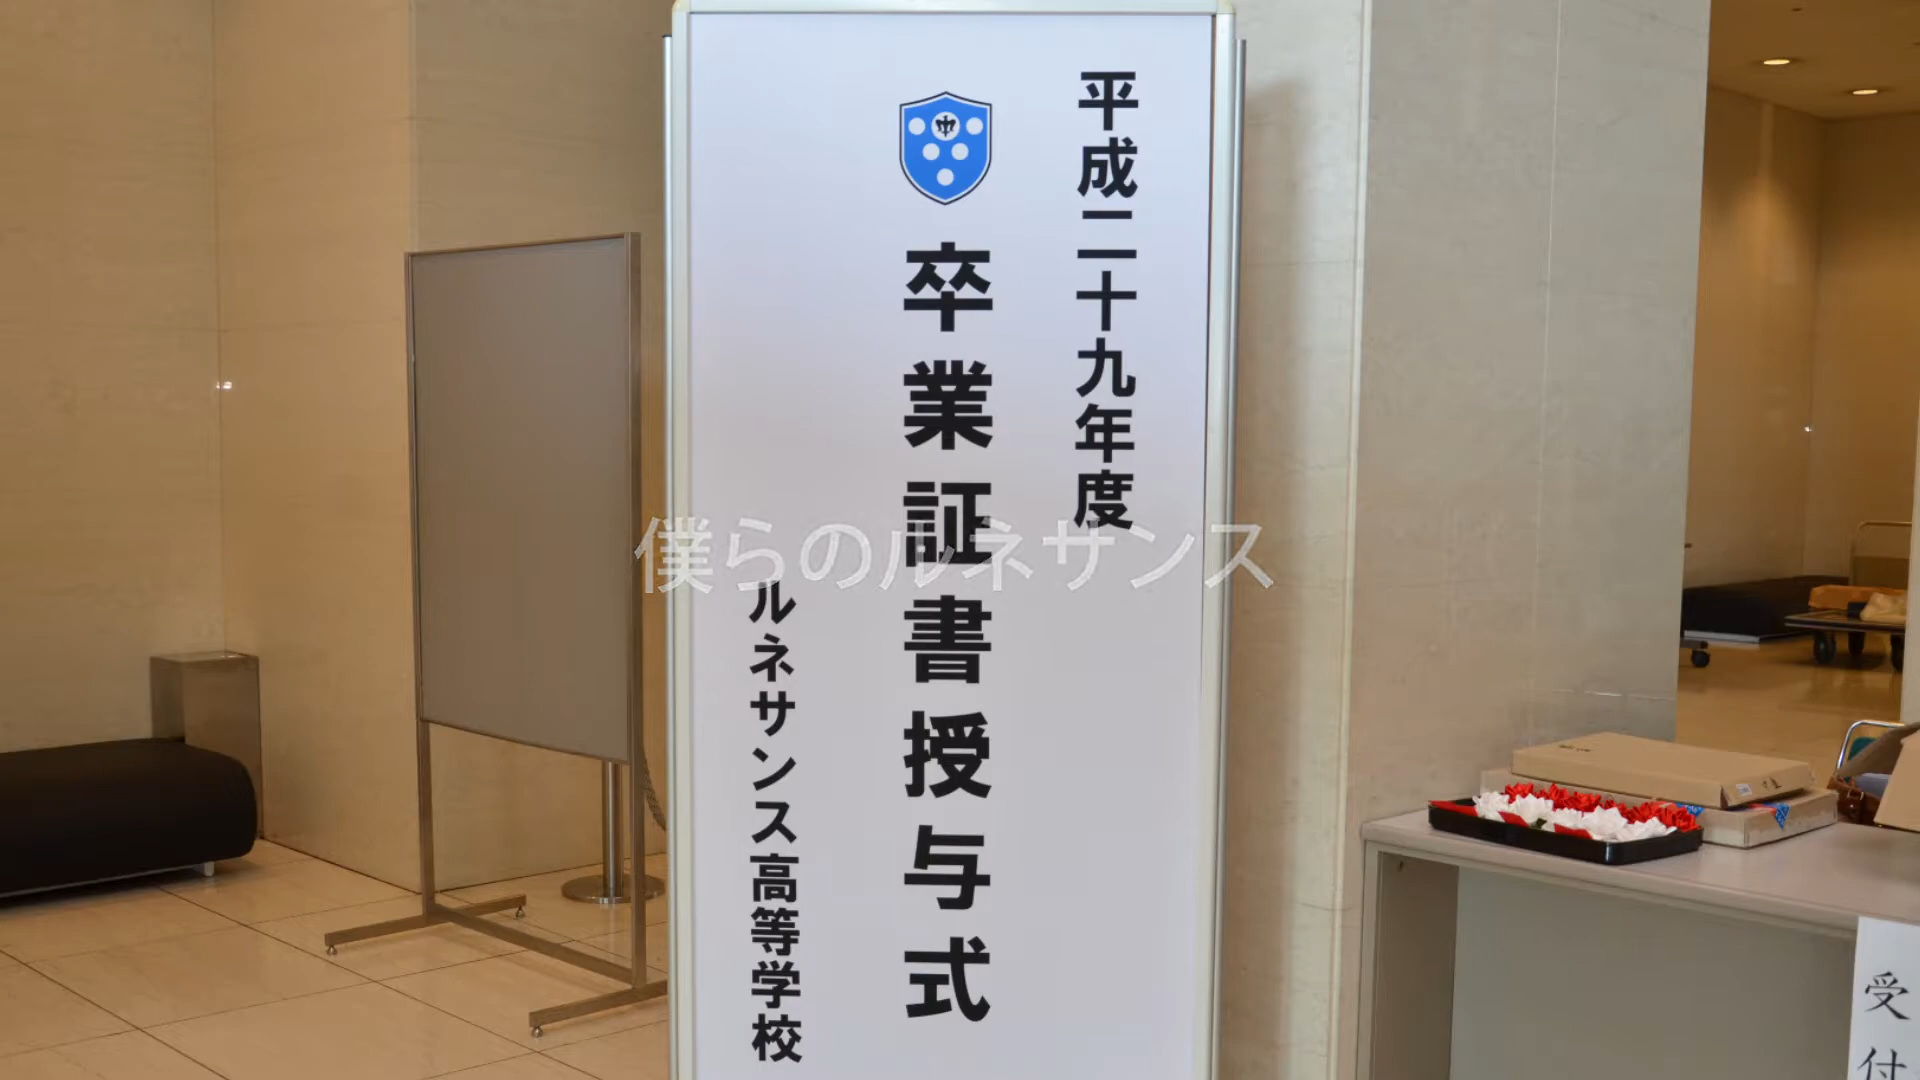 平成二十九年度
卒業証書授与式
ルネサンス高等学校
僕らのルネサンス
受付